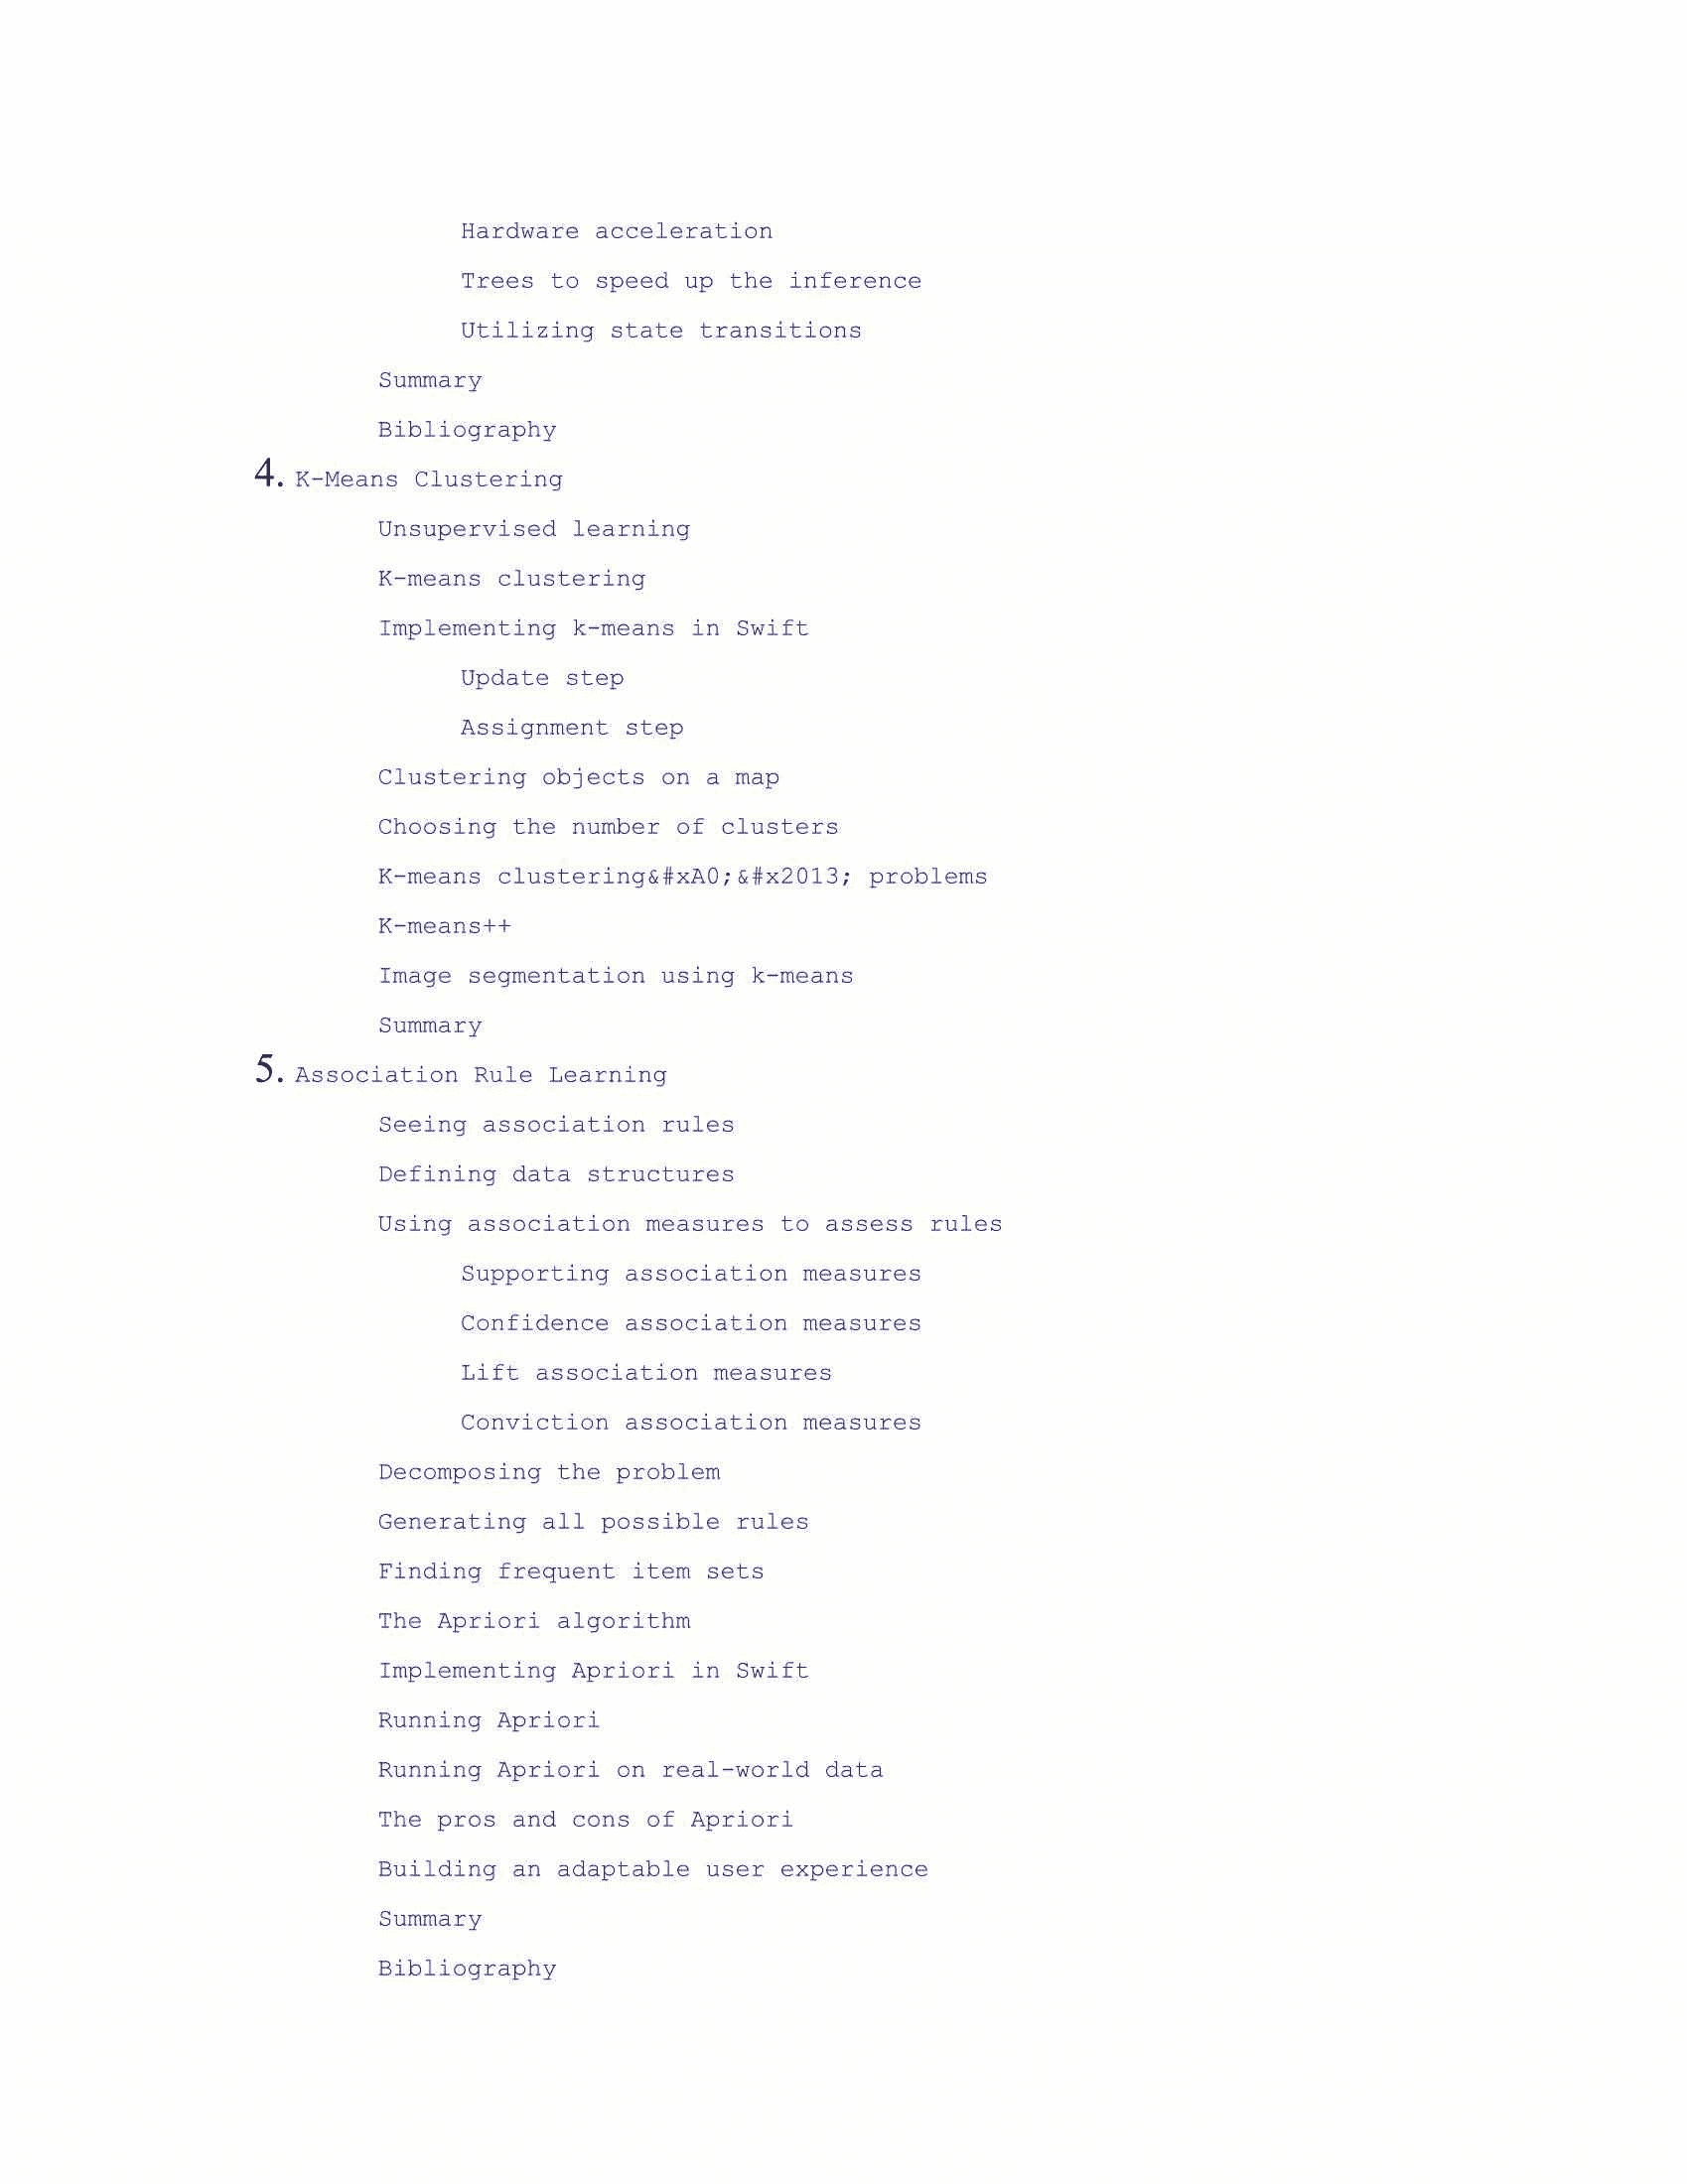 Hardware acceleration
Trees to speed up the inference
Utilizing state transitions
Summary
Bibliography
4. K-Means Clustering
Unsupervised learning
K-means clustering
Implementing k-means in Swift
Update step
Assignment step
Clustering objects on a map
Choosing the number of clusters
K-means clustering&#xA0;&#x2013; problems
K-means++
Image segmentation using k-means
Summary
5. Association Rule Learning
Seeing association rules
Defining data structures
Using association measures to assess rules
Supporting association measures
Confidence association measures
Lift association measures
Conviction association measures
Decomposing the problem
Generating all possible rules
Finding frequent item sets
The Apriori algorithm
Implementing Apriori in Swift
Running Apriori
Running Apriori on real-world data
The pros and cons of Apriori
Building an adaptable user experience
Summary
Bibliography